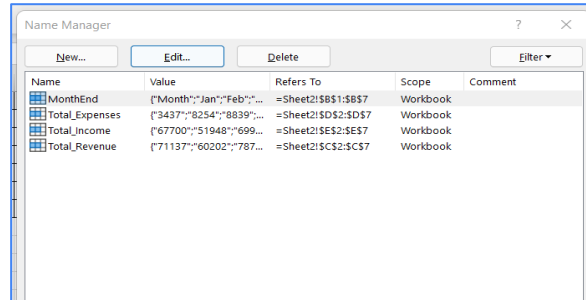 Name Manager ? ×
New... Edit... Delete Filter
Name Value Refers To Scope Comment
MonthEnd {"Month";"Jan";"Feb";"... =Sheet2!$B$1:$B$7 Workbook
Total_Expenses {"3437";"8254";"8839";... =Sheet2!$D$2:$D$7 Workbook
Total_Income {"67700";"51948";"699... =Sheet2!$E$2:$E$7 Workbook
Total_Revenue {"71137";"60202";"787... =Sheet2!$C$2:$C$7 Workbook